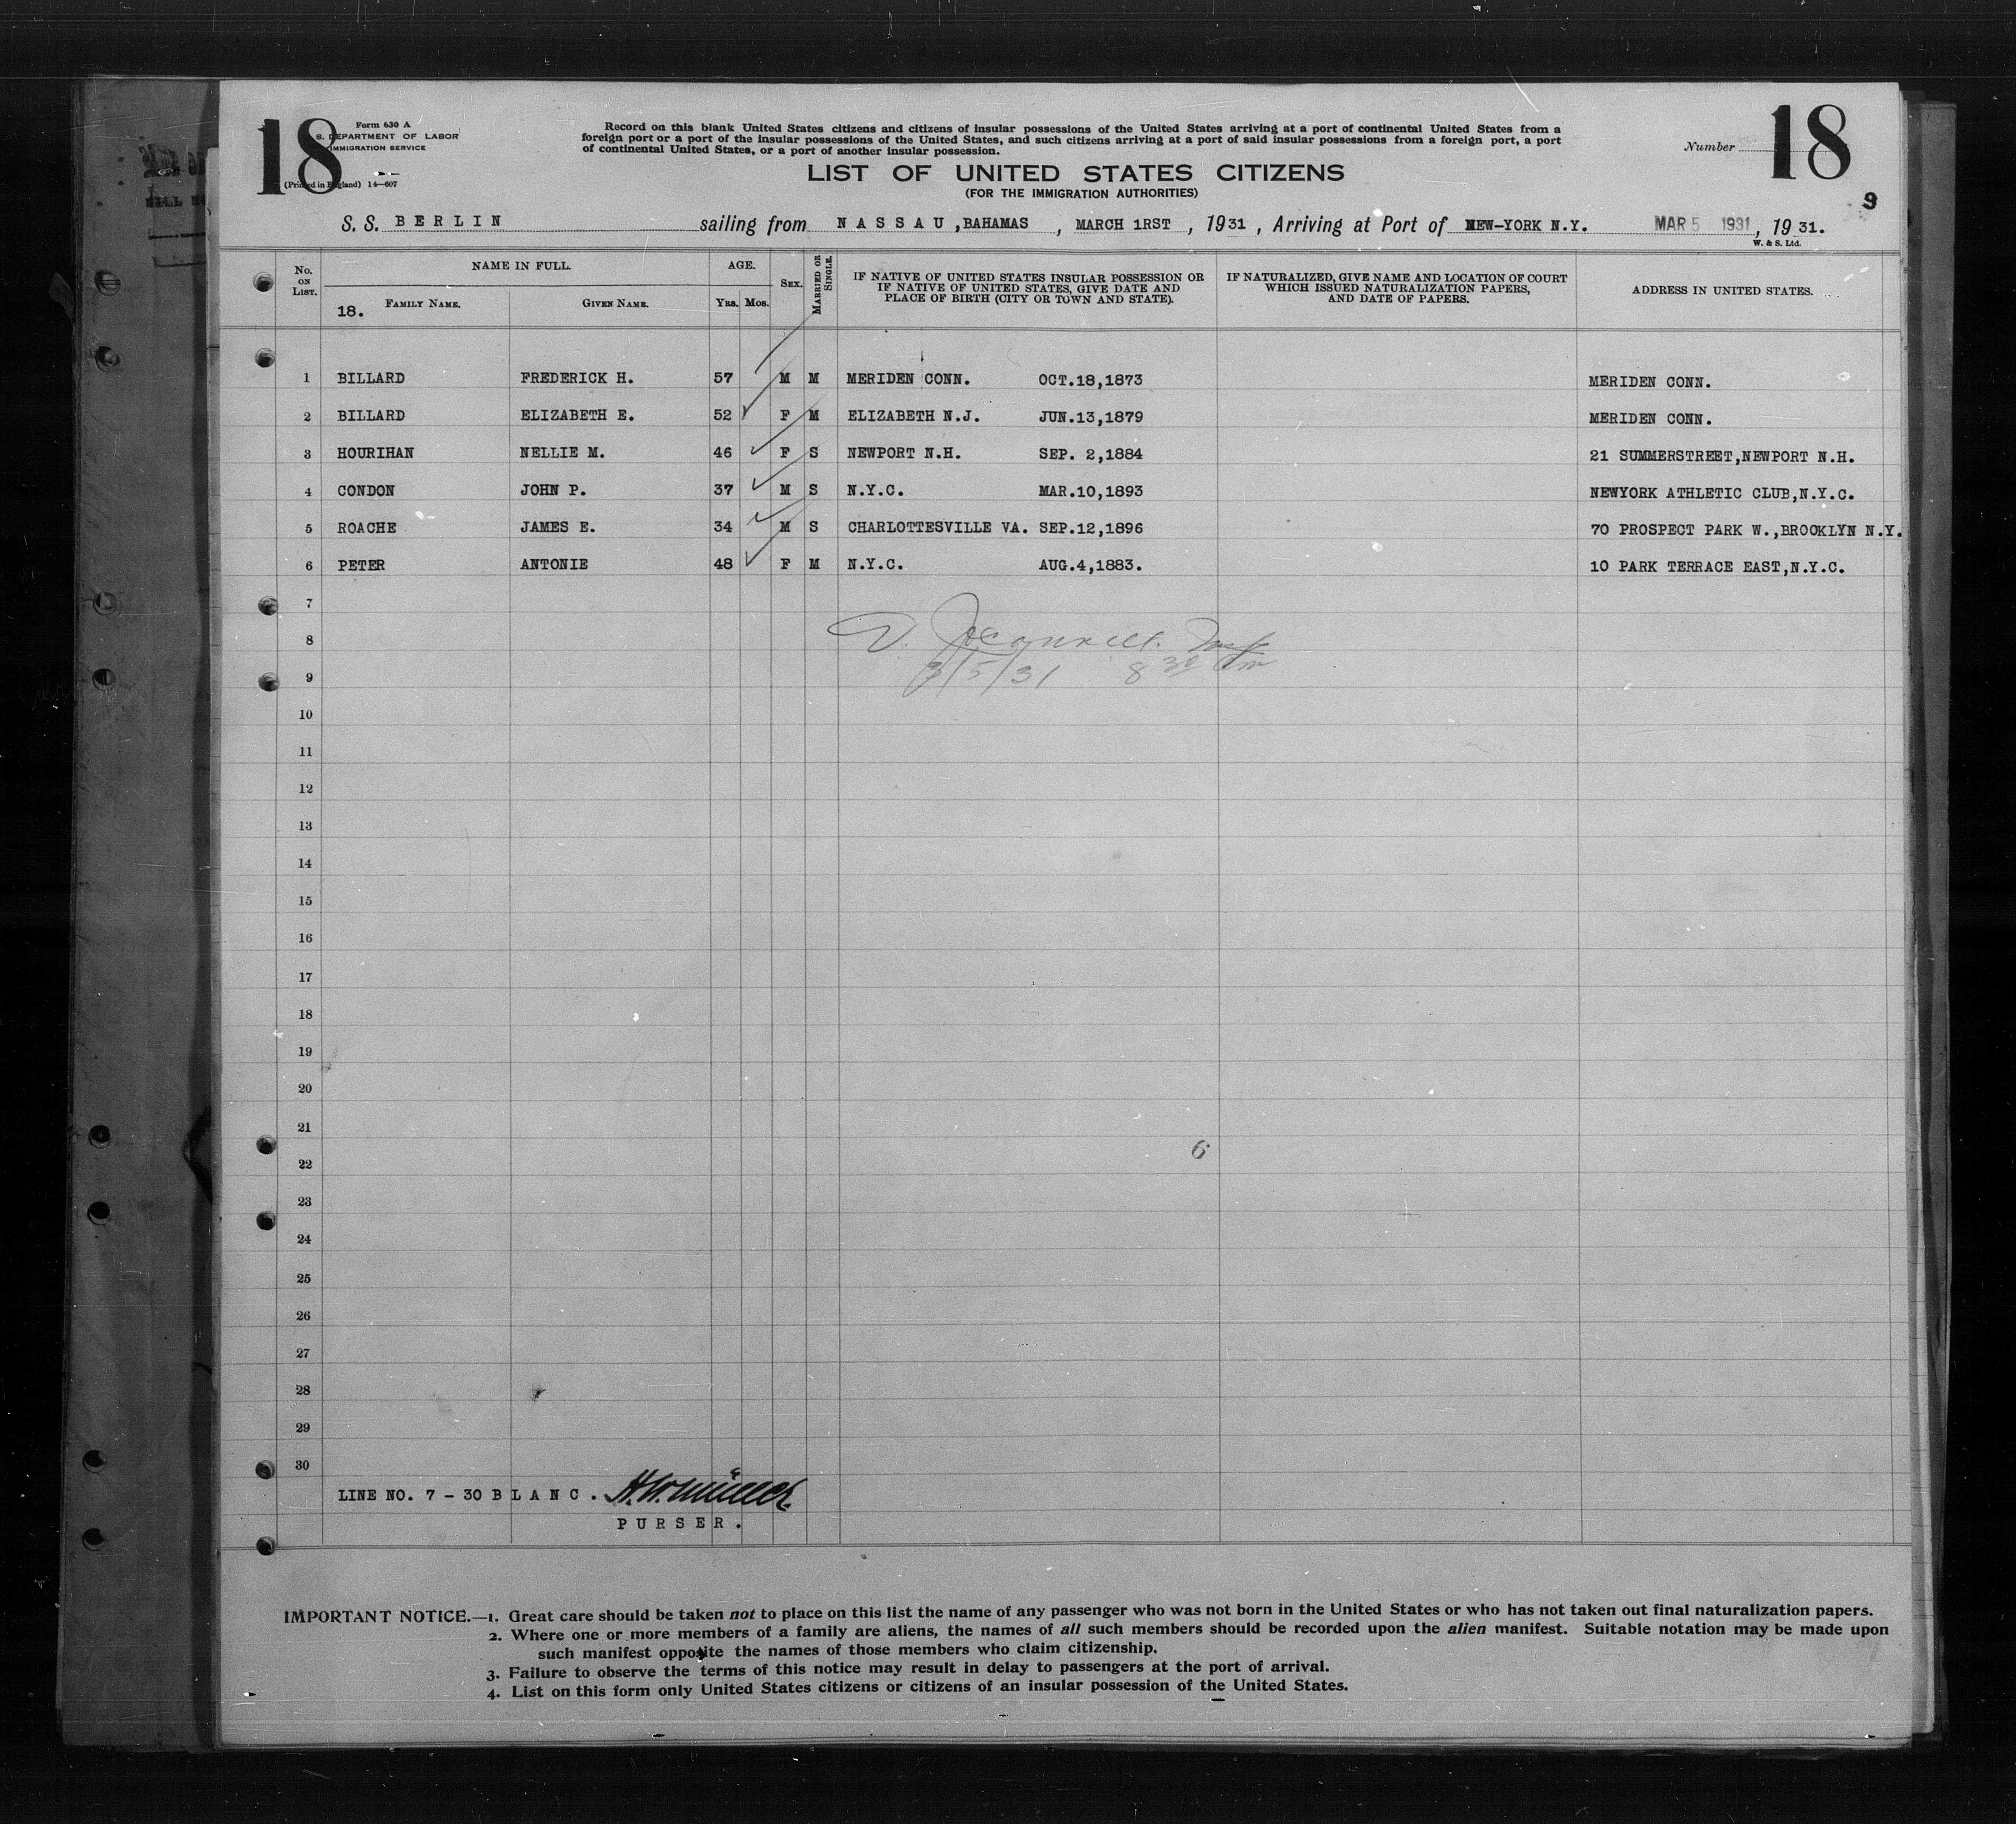 18
Form 630 A
S. DEPARTMENT OF LABOR
IMMIGRATION SERVICE
(Printed in England) 14—607
Record on this blank United States citizens and citizens of insular possessions of the United States arriving at a port of continental United States from a
foreign port or a port of the insular possessions of the United States, and such citizens arriving at a port of said insular possessions from a foreign port, a port
of continental United States, or a port of another insular possession.
Number 18
LIST OF UNITED STATES CITIZENS
(FOR THE IMMIGRATION AUTHORITIES)
9
S. S. BERLIN sailing from NASSAU, BAHAMAS, MARCH 1RST, 1931, Arriving at Port of NEW-YORK N.Y. MAR 5 1931, 1931.
W. & S. Ltd.
No. ON LIST. NAME IN FULL. AGE. SEX. MARRIED OR SINGLE. IF NATIVE OF UNITED STATES INSULAR POSSESSION OR IF NATIVE OF UNITED STATES, GIVE DATE AND PLACE OF BIRTH (CITY OR TOWN AND STATE). IF NATURALIZED, GIVE NAME AND LOCATION OF COURT WHICH ISSUED NATURALIZATION PAPERS, AND DATE OF PAPERS. ADDRESS IN UNITED STATES.
18. FAMILY NAME. GIVEN NAME. YRS. MOS.
1 BILLARD FREDERICK H. 57 M M MERIDEN CONN. OCT.18,1873 MERIDEN CONN.
2 BILLARD ELIZABETH E. 52 F M ELIZABETH N.J. JUN.13,1879 MERIDEN CONN.
3 HOURIHAN NELLIE M. 46 F S NEWPORT N.H. SEP. 2,1884 21 SUMMERSTREET,NEWPORT N.H.
4 CONDON JOHN P. 37 M S N.Y.C. MAR.10,1893 NEWYORK ATHLETIC CLUB,N.Y.C.
5 ROACHE JAMES E. 34 M S CHARLOTTESVILLE VA. SEP.12,1896 70 PROSPECT PARK W.,BROOKLYN N.Y.
6 PETER ANTONIE 48 F M N.Y.C. AUG.4,1883. 10 PARK TERRACE EAST,N.Y.C.
7
8
9 3/5/31 8 30
10
11
12
13
14
15
16
17
18
19
20
21
6
22
23
24
25
26
27
28
29
30
LINE NO. 7 - 30 BLANC. H.W. Müller
PURSER.
IMPORTANT NOTICE.—1. Great care should be taken not to place on this list the name of any passenger who was not born in the United States or who has not taken out final naturalization papers.
2. Where one or more members of a family are aliens, the names of all such members should be recorded upon the alien manifest. Suitable notation may be made upon
such manifest opposite the names of those members who claim citizenship.
3. Failure to observe the terms of this notice may result in delay to passengers at the port of arrival.
4. List on this form only United States citizens or citizens of an insular possession of the United States.